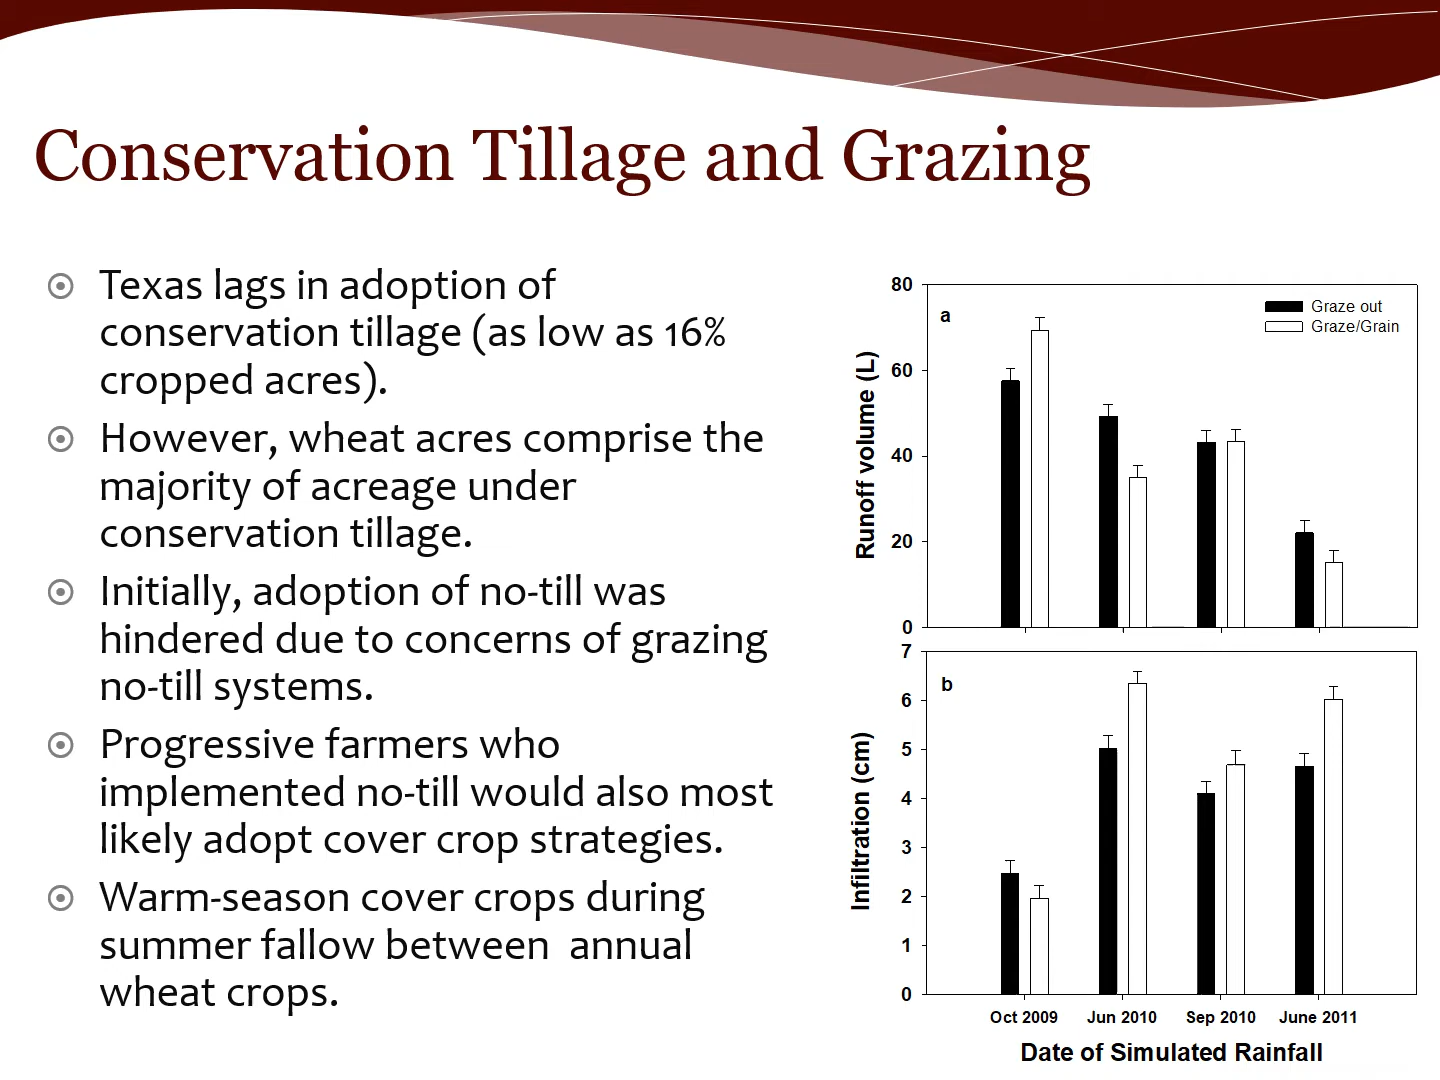 Conservation Tillage and Grazing
Texas lags in adoption of
conservation tillage (as low as 16%
cropped acres).
However, wheat acres comprise the
majority of acreage under
conservation tillage.
Initially, adoption of no-till was
hindered due to concerns of grazing
no-till systems.
Progressive farmers who
implemented no-till would also most
likely adopt cover crop strategies.
Warm-season cover crops during
summer fallow between annual
wheat crops.
80
60
40
20
0
Runoff volume (L)
a
Graze out
Graze/Grain
7
6
5
4
3
2
1
0
Infiltration (cm)
b
Oct 2009 Jun 2010 Sep 2010 June 2011
Date of Simulated Rainfall